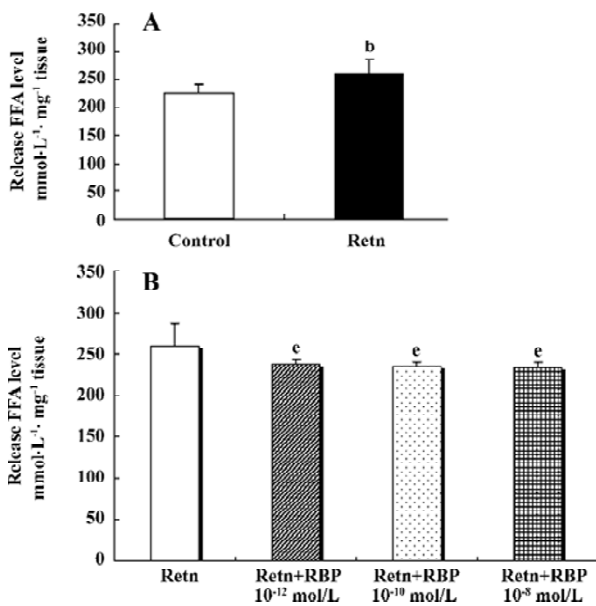 A
Release FFA level
mmol·L⁻¹· mg⁻¹ tissue
350
300
250
200
150
100
50
0
b
Control Retn
B
Release FFA level
mmol·L⁻¹· mg⁻¹ tissue
350
300
250
200
150
100
50
0
e e e
Retn Retn+RBP Retn+RBP Retn+RBP
10⁻¹² mol/L 10⁻¹⁰ mol/L 10⁻⁸ mol/L